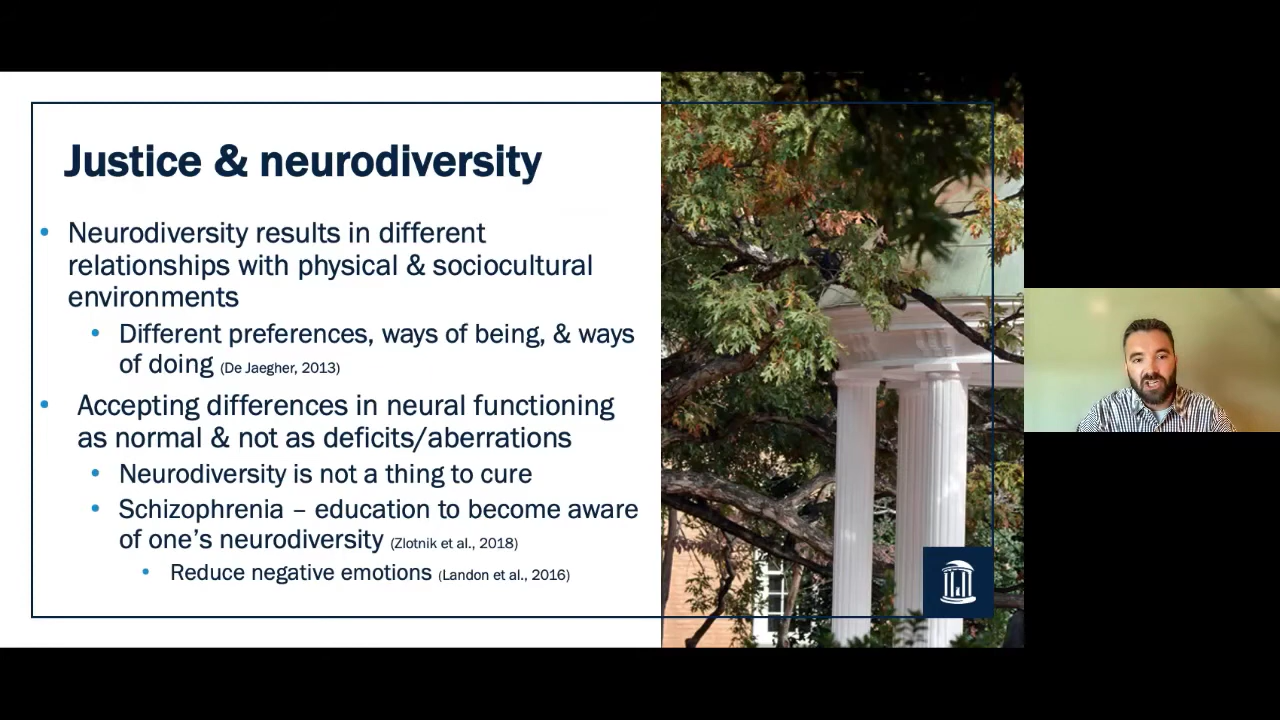 Justice & neurodiversity
• Neurodiversity results in different
relationships with physical & sociocultural
environments
• Different preferences, ways of being, & ways
of doing (De Jaegher, 2013)
• Accepting differences in neural functioning
as normal & not as deficits/aberrations
• Neurodiversity is not a thing to cure
• Schizophrenia – education to become aware
of one’s neurodiversity (Zlotnik et al., 2018)
• Reduce negative emotions (Landon et al., 2016)